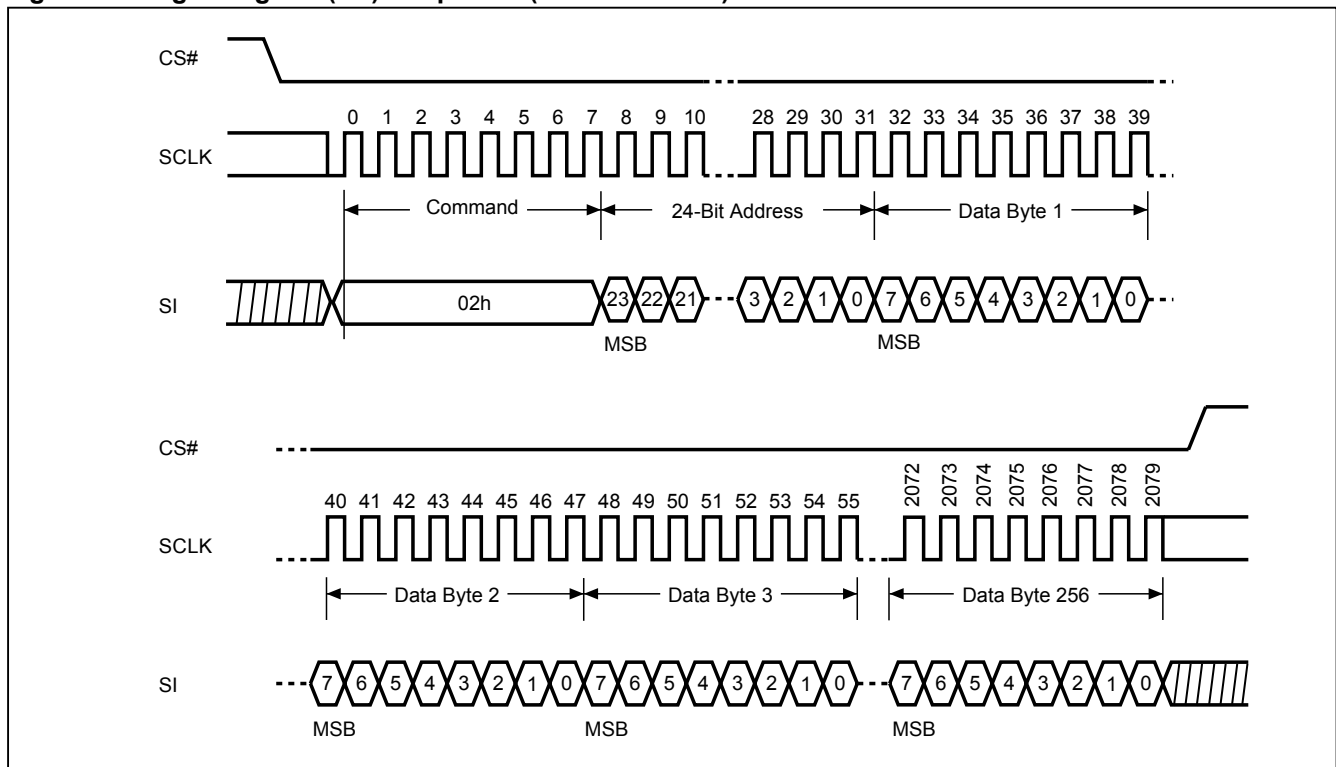 CS#
0 1 2 3 4 5 6 7 8 9 10 28 29 30 31 32 33 34 35 36 37 38 39
SCLK
Command 24-Bit Address Data Byte 1
SI 02h 23 22 21 3 2 1 0 7 6 5 4 3 2 1 0
MSB MSB
CS#
40 41 42 43 44 45 46 47 48 49 50 51 52 53 54 55 2072 2073 2074 2075 2076 2077 2078 2079
SCLK
Data Byte 2 Data Byte 3 Data Byte 256
SI 7 6 5 4 3 2 1 0 7 6 5 4 3 2 1 0 7 6 5 4 3 2 1 0
MSB MSB MSB